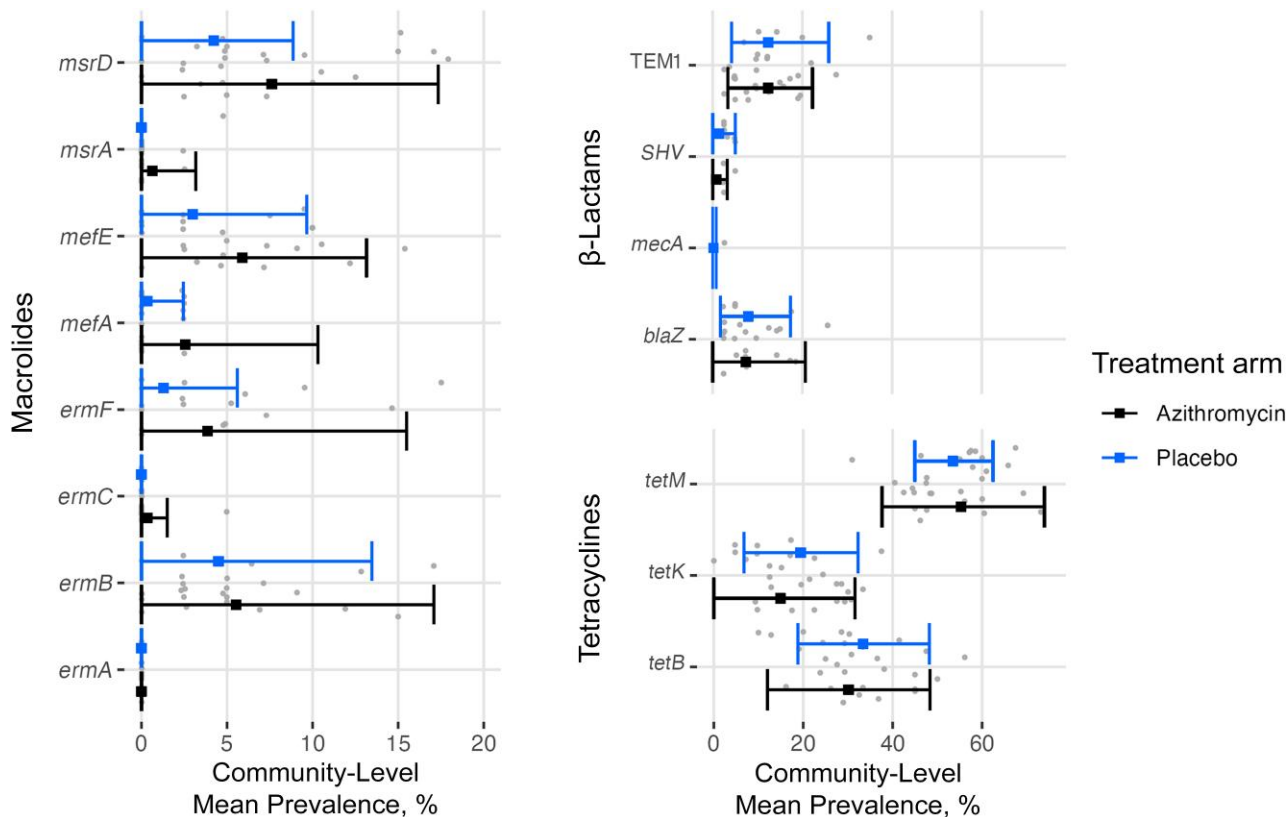 Macrolides
msrD
msrA
mefE
mefA
ermF
ermC
ermB
ermA
0 5 10 15 20
Community-Level
Mean Prevalence, %
β-Lactams
TEM1
SHV
mecA
blaZ
Tetracyclines
tetM
tetK
tetB
0 20 40 60
Community-Level
Mean Prevalence, %
Treatment arm
Azithromycin
Placebo